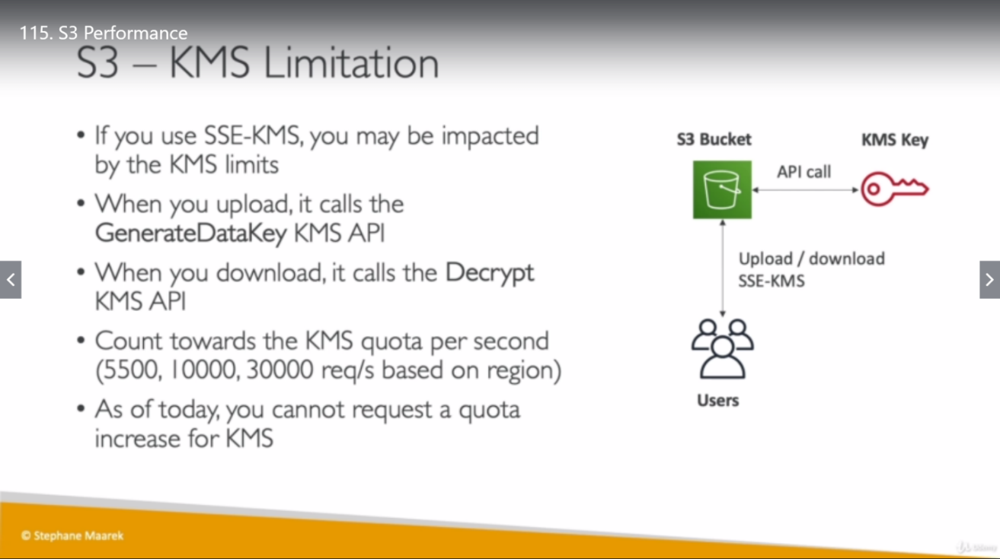 115. S3 Performance
S3 – KMS Limitation
• If you use SSE-KMS, you may be impacted
by the KMS limits
• When you upload, it calls the
GenerateDataKey KMS API
• When you download, it calls the Decrypt
KMS API
• Count towards the KMS quota per second
(5500, 10000, 30000 req/s based on region)
• As of today, you cannot request a quota
increase for KMS
S3 Bucket
KMS Key
API call
Upload / download
SSE-KMS
Users
© Stephane Maarek
Udemy